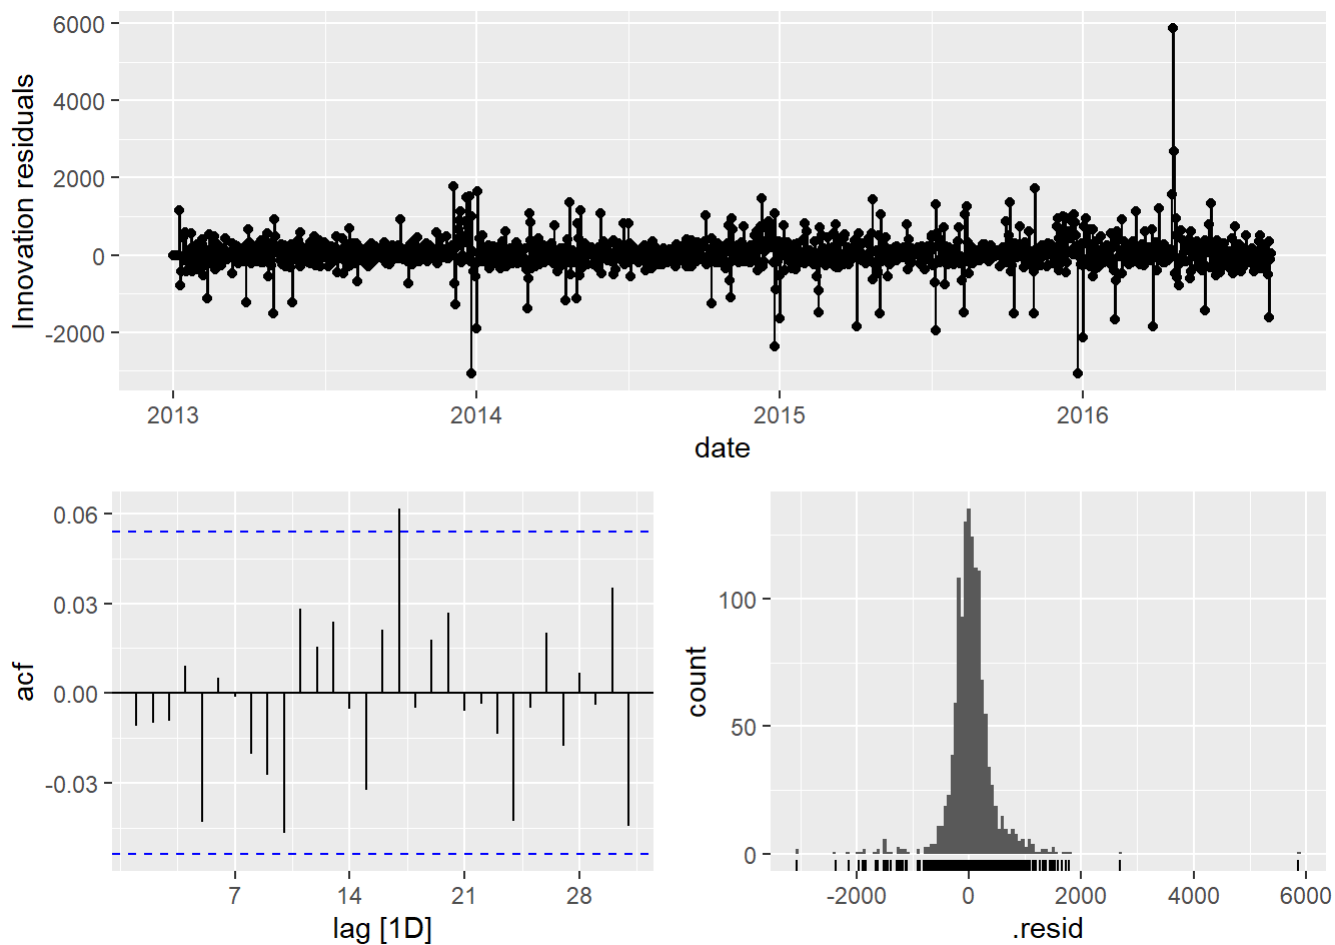 6000
4000
2000
0
-2000
Innovation residuals
2013 2014 2015 2016
date
0.06
0.03
0.00
-0.03
acf
7 14 21 28
lag [1D]
100
50
0
count
-2000 0 2000 4000 6000
.resid